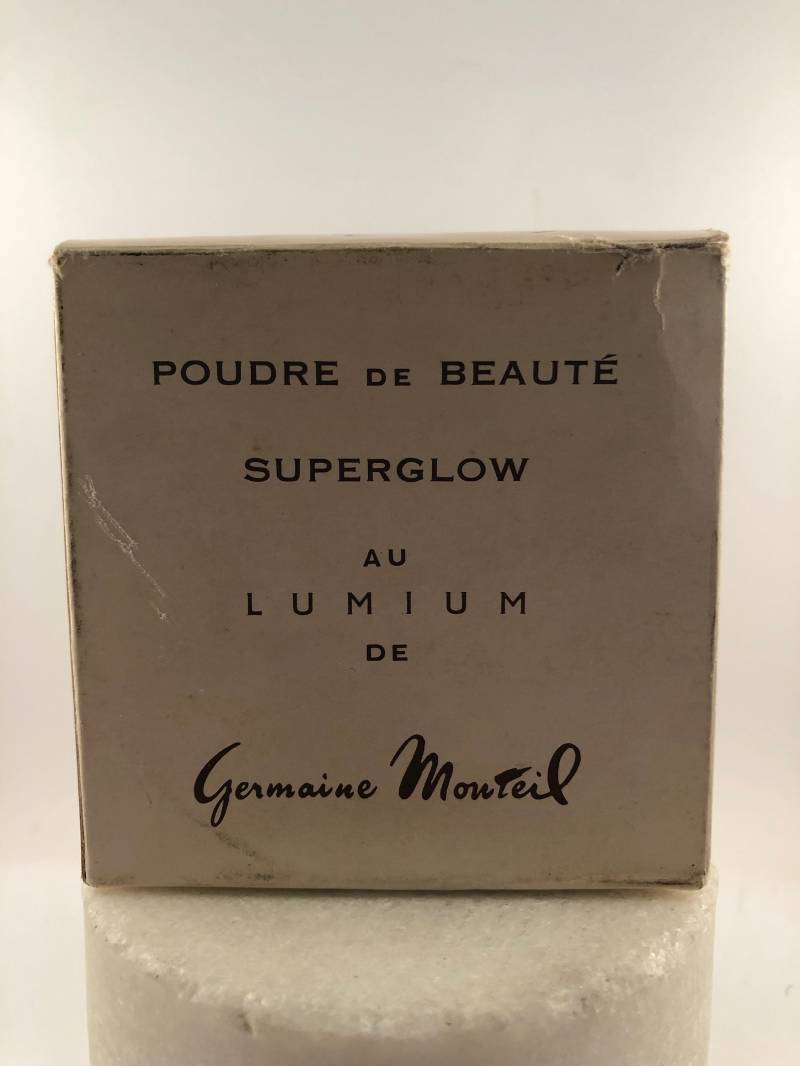 POUDRE DE BEAUTÉ
SUPERGLOW
AU
LUMIUM
DE
Germaine Monteil